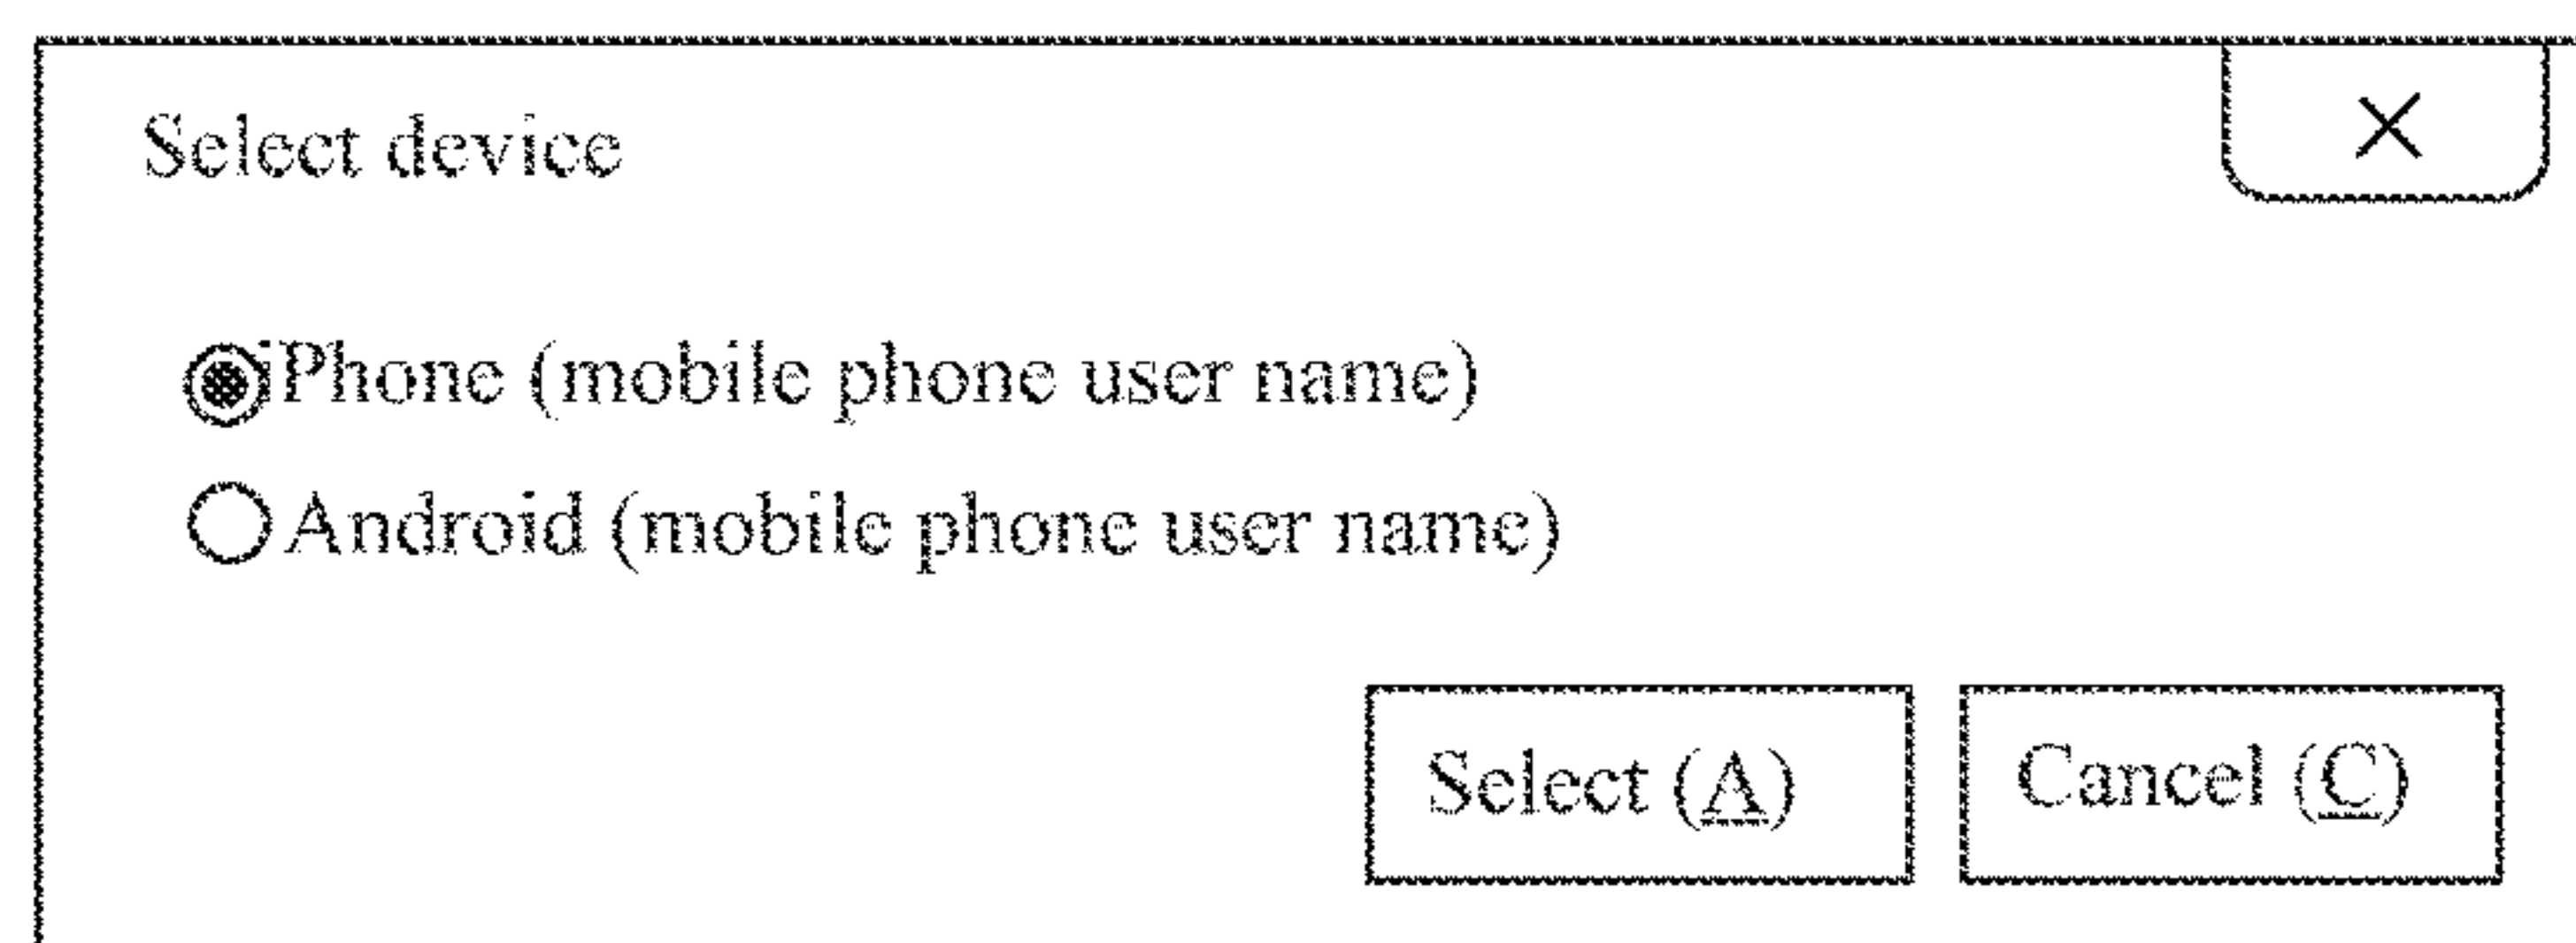 Select device
iPhone (mobile phone user name)
Android (mobile phone user name)
Select (A)
Cancel (C)